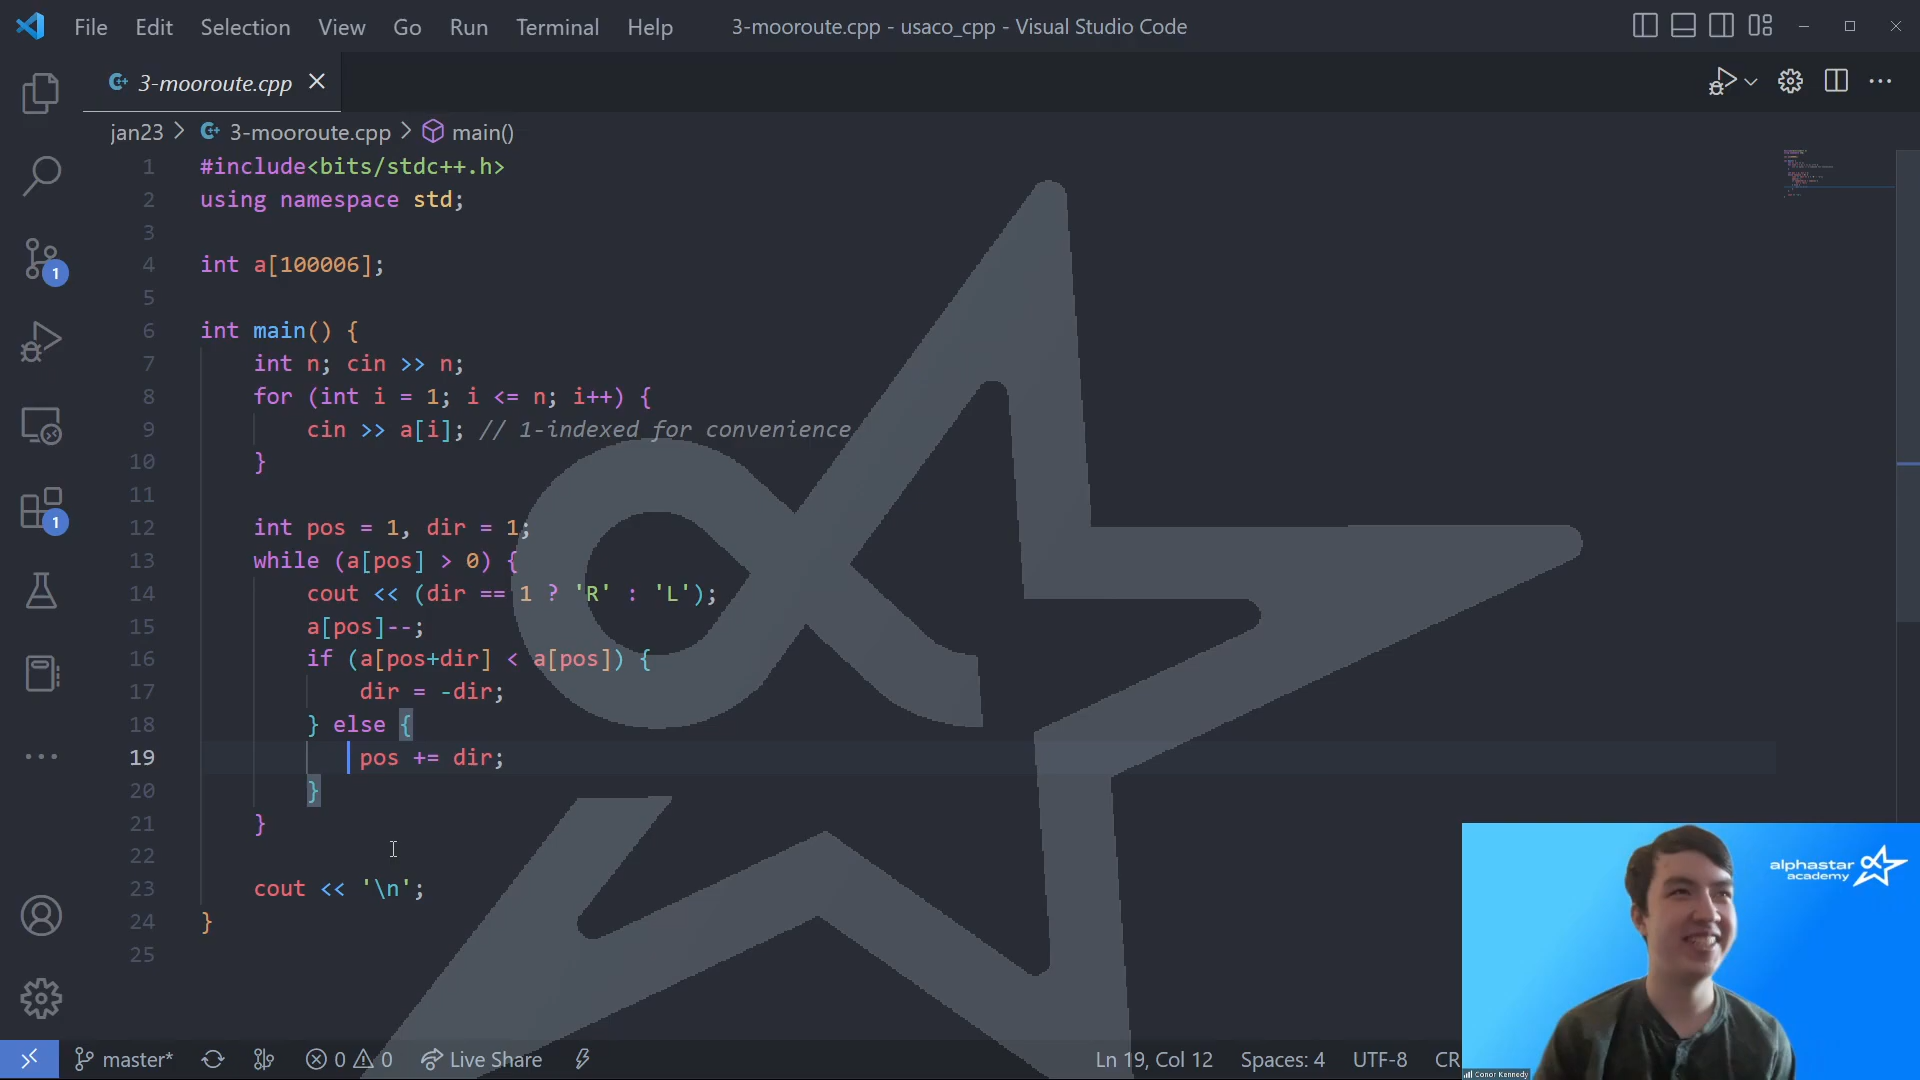 File Edit Selection View Go Run Terminal Help 3-mooroute.cpp - usaco_cpp - Visual Studio Code
3-mooroute.cpp
jan23 > 3-mooroute.cpp > main()
1 #include<bits/stdc++.h>
2 using namespace std;
3
4 int a[100006];
5
6 int main() {
7 int n; cin >> n;
8 for (int i = 1; i <= n; i++) {
9 cin >> a[i]; // 1-indexed for convenience
10 }
11
12 int pos = 1, dir = 1;
13 while (a[pos] > 0) {
14 cout << (dir == 1 ? 'R' : 'L');
15 a[pos]--;
16 if (a[pos+dir] < a[pos]) {
17 dir = -dir;
18 } else {
19 pos += dir;
20 }
21 }
22
23 cout << '\n';
24 }
25
1
1
alphastar
academy
master* 0 0 Live Share Ln 19, Col 12 Spaces: 4 UTF-8 CR
Conor Kennedy